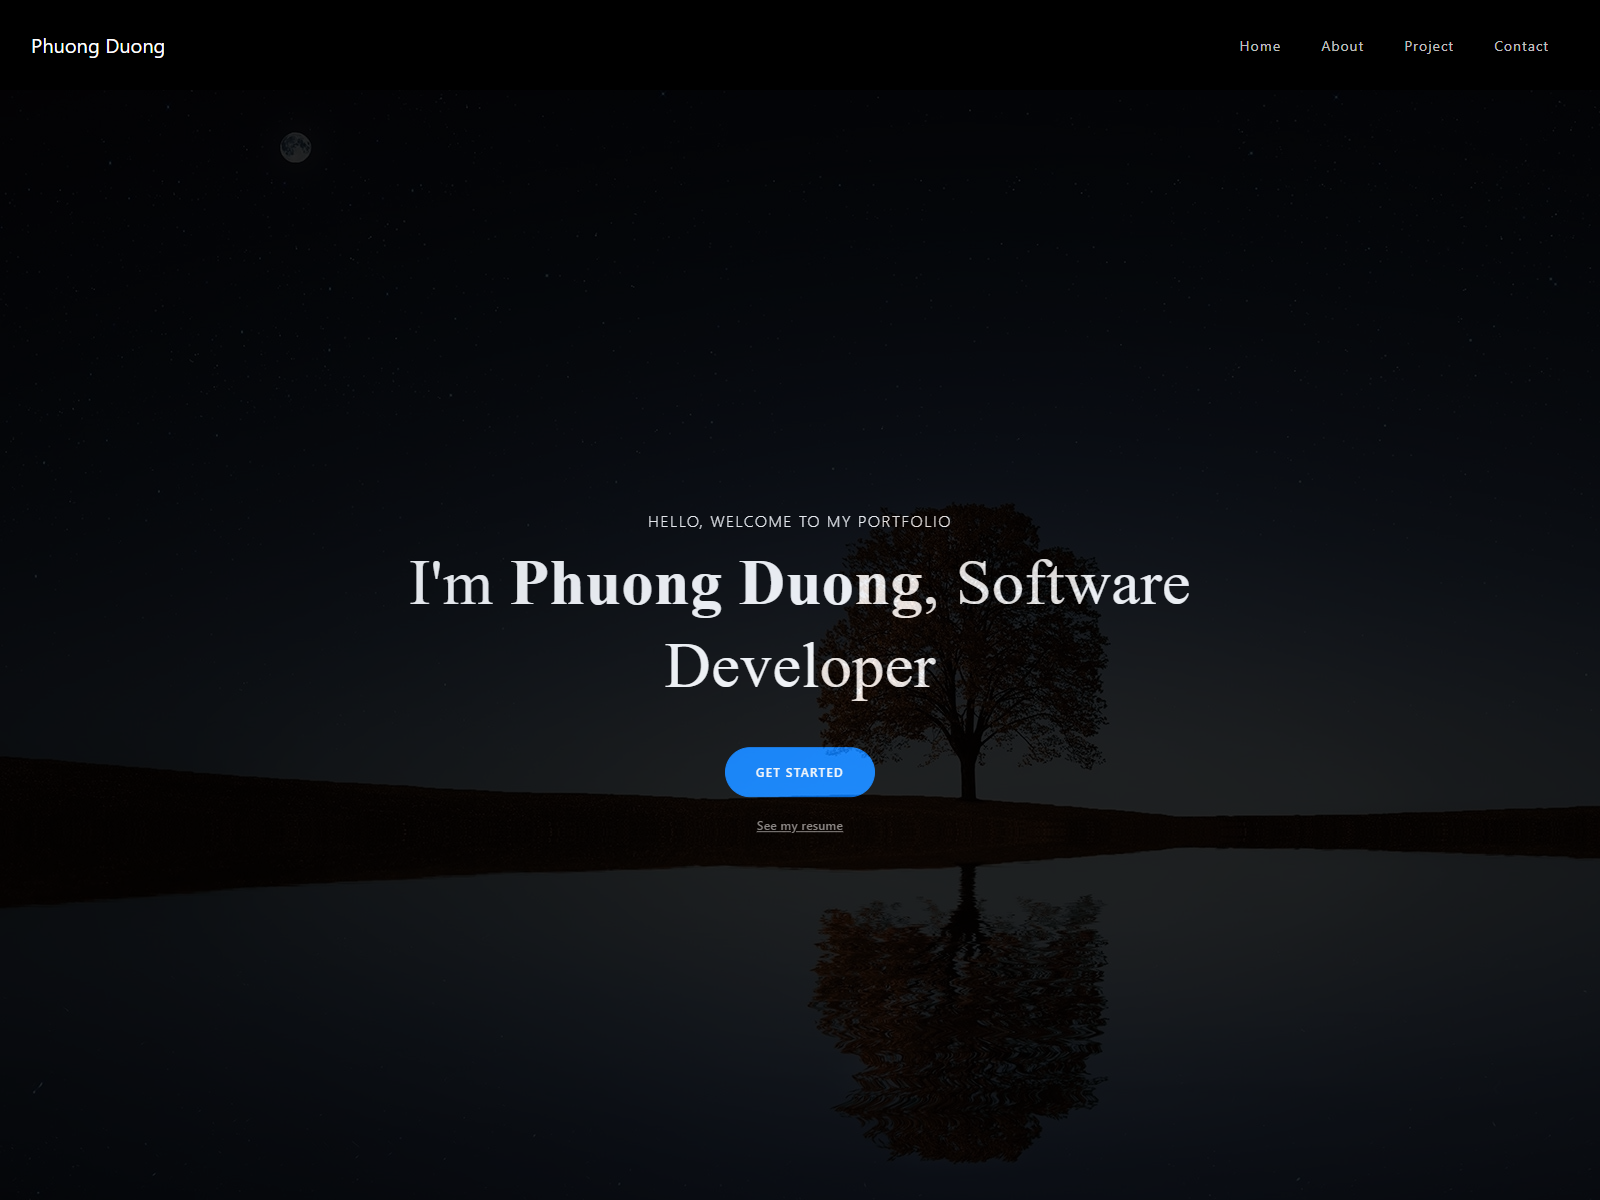 Phuong Duong
Home About Project Contact
HELLO, WELCOME TO MY PORTFOLIO
I'm Phuong Duong, Software
Developer
GET STARTED
See my resume